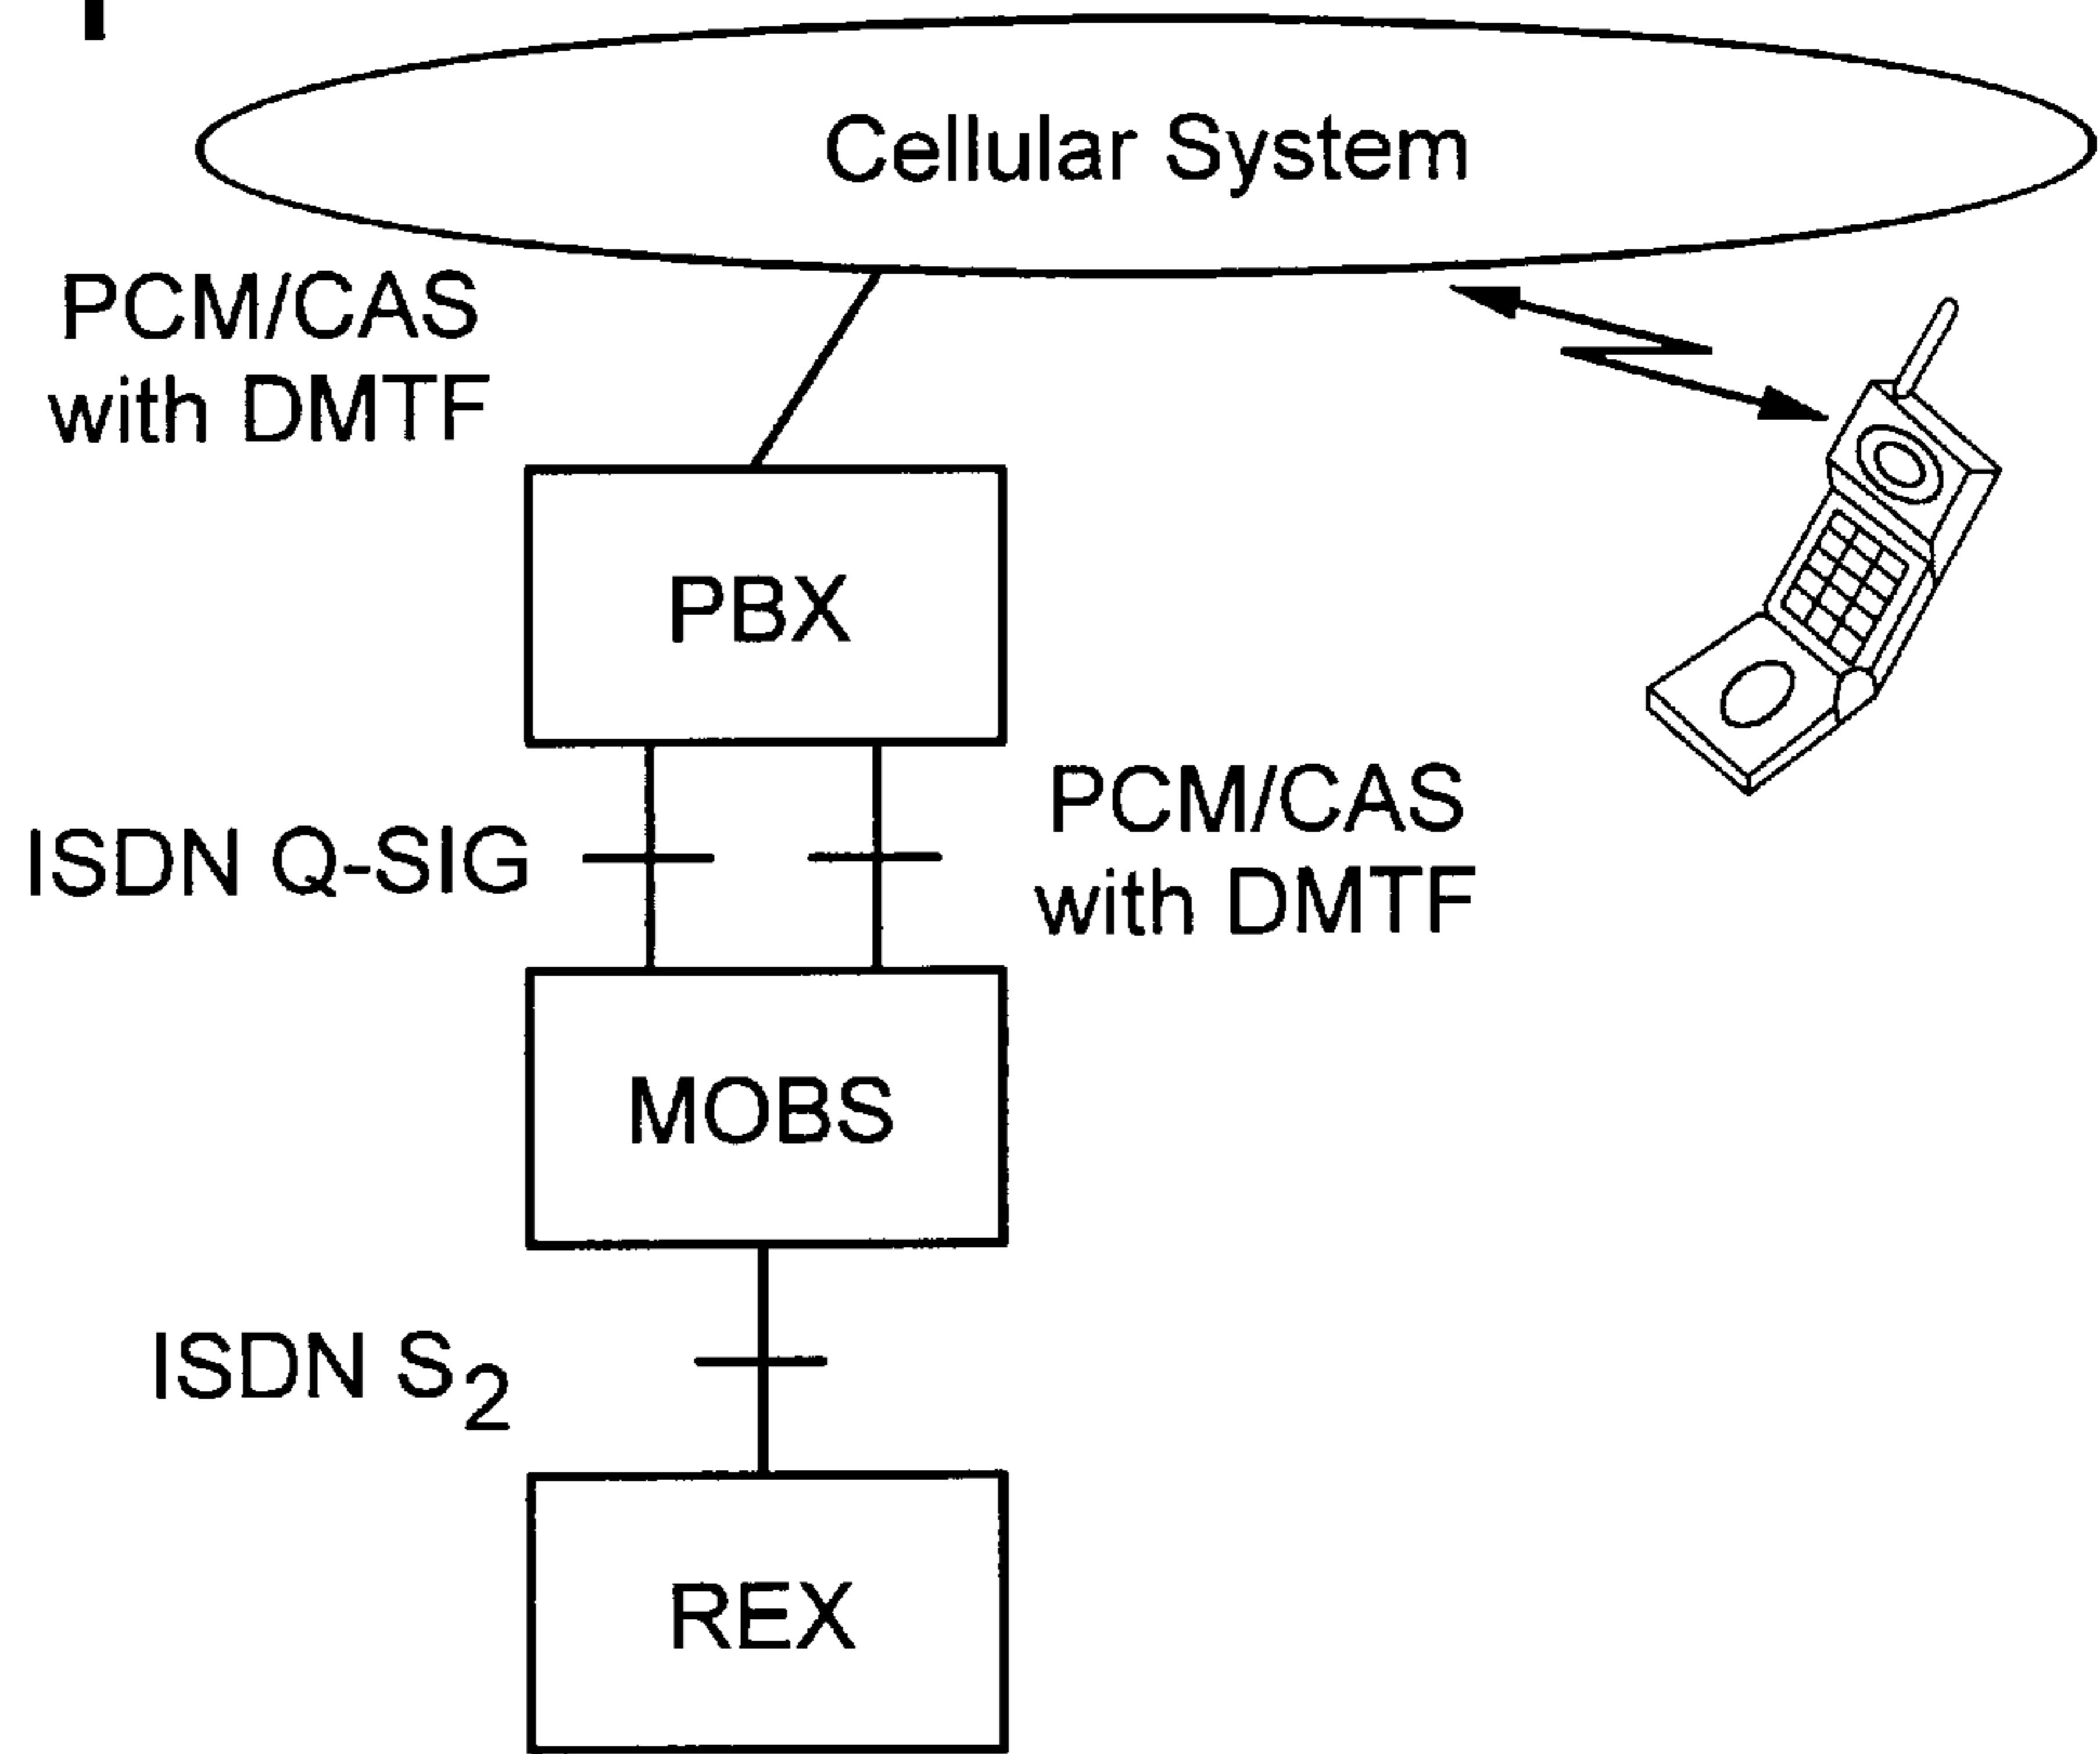 Cellular System
PCM/CAS
with DMTF
PBX
ISDN Q-SIG
PCM/CAS
with DMTF
MOBS
ISDN S₂
REX